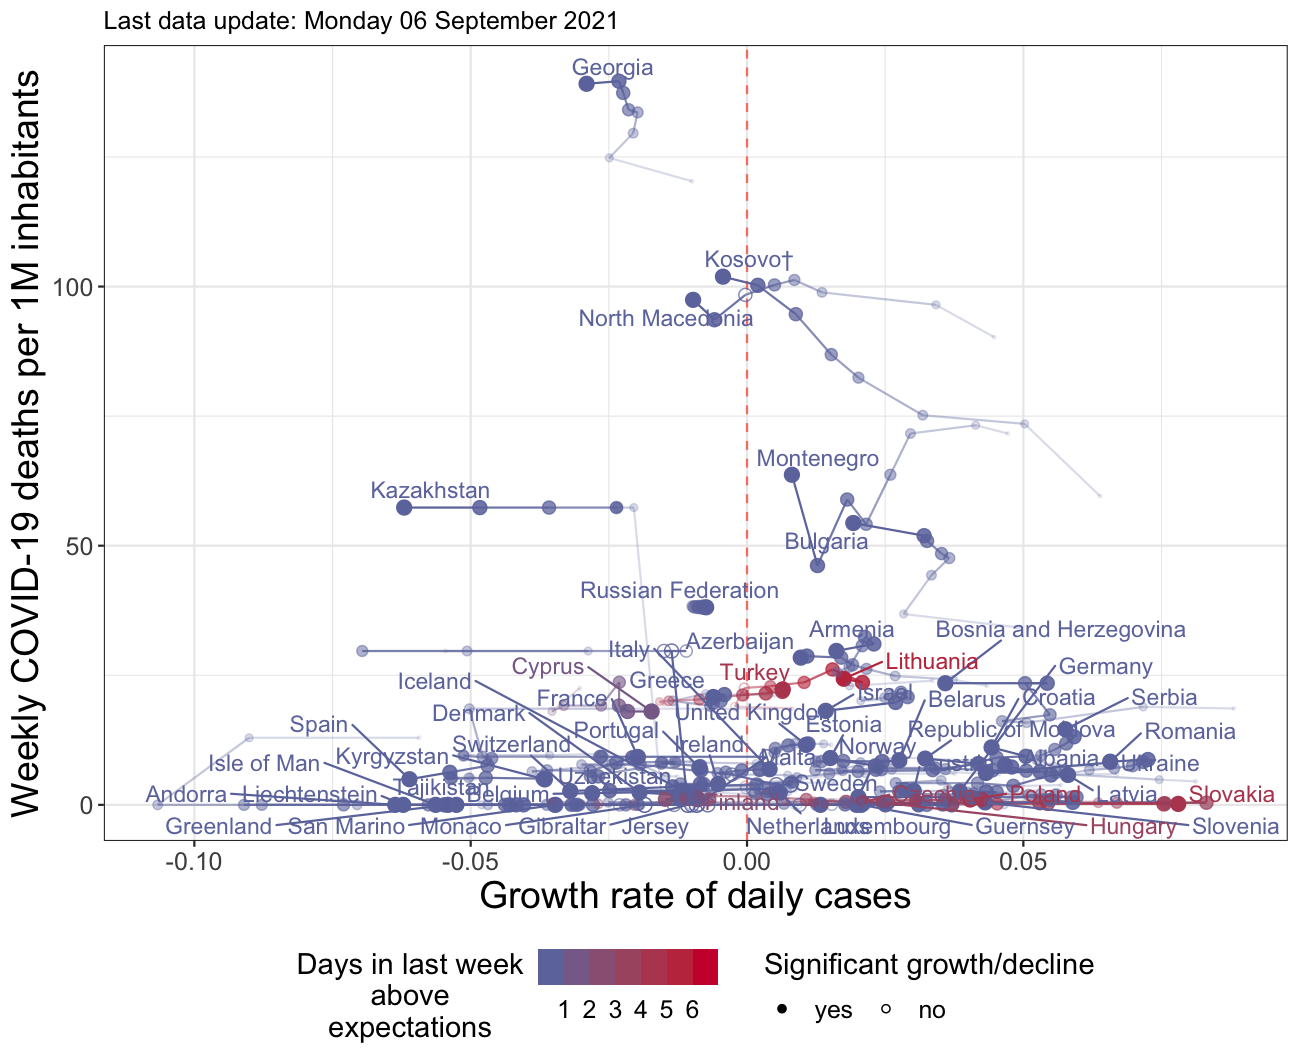 Last data update: Monday 06 September 2021
Weekly COVID-19 deaths per 1M inhabitants
Georgia
Kosovo†
100
North Macedonia
Montenegro
Kazakhstan
50
Bulgaria
Russian Federation
Armenia
Bosnia and Herzegovina
Italy
Azerbaijan
Cyprus
Turkey
Lithuania
Germany
Iceland
France
Greece
Israel
Belarus
Croatia
Serbia
Denmark
United Kingdom
Spain
Portugal
Estonia
Republic of Moldova
Romania
Kyrgyzstan
Switzerland
Ireland
Norway
Isle of Man
Malta
Austria
Albania
Ukraine
Uzbekistan
Tajikistan
Sweden
Andorra
Liechtenstein
Belgium
Finland
Poland
Latvia
Slovakia
0
Greenland
San Marino
Monaco
Gibraltar
Jersey
Netherlands
Luxembourg
Guernsey
Hungary
Slovenia
-0.10
-0.05
0.00
0.05
Growth rate of daily cases
Days in last week
above
expectations
1 2 3 4 5 6
Significant growth/decline
yes
no